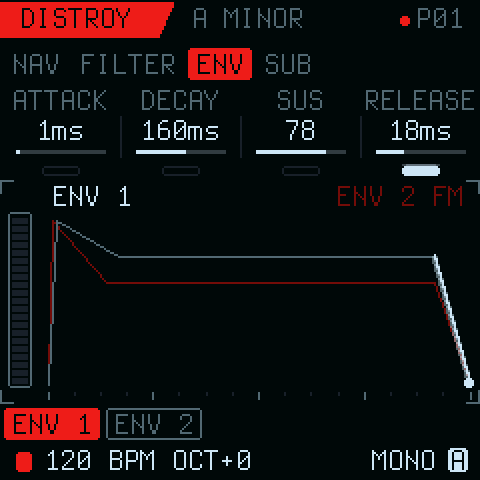 DISTROY A MINOR P01
NAV FILTER ENV SUB
ATTACK DECAY SUS RELEASE
1ms 160ms 78 18ms
ENV 1 ENV 2 FM
ENV 1 ENV 2
120 BPM OCT+0 MONO A